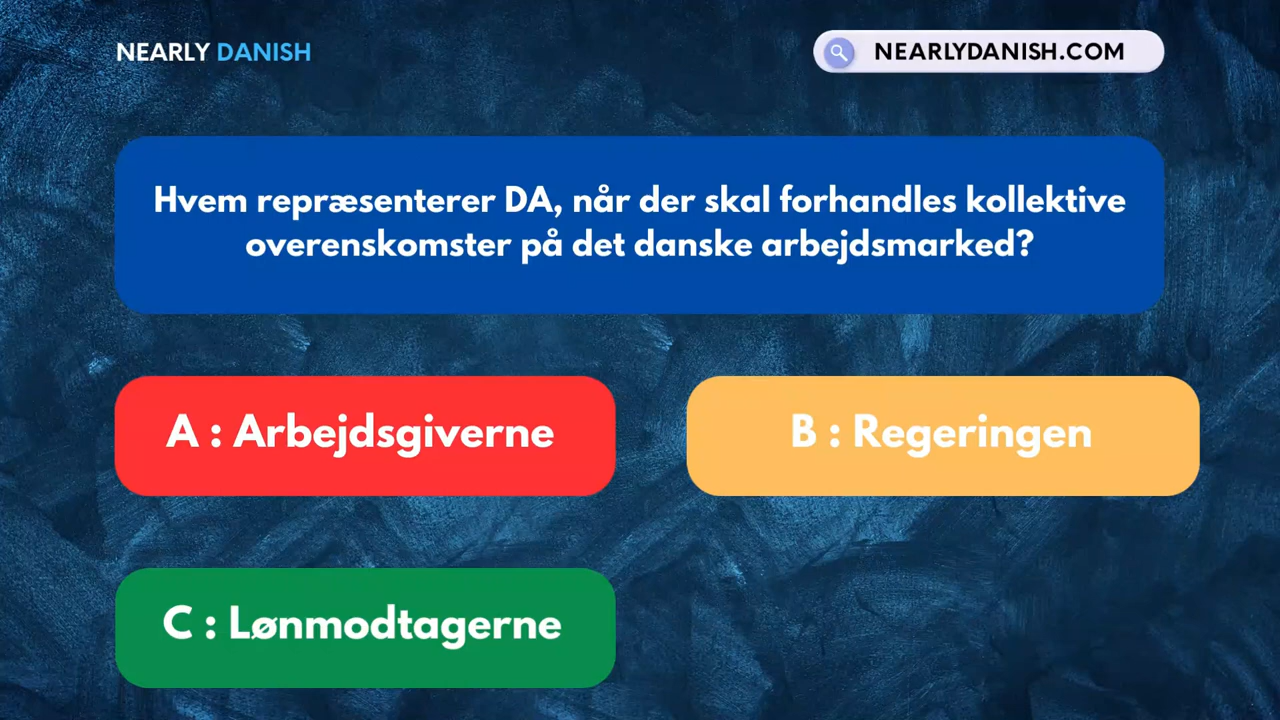 NEARLY DANISH
NEARLYDANISH.COM
Hvem repræsenterer DA, når der skal forhandles kollektive
overenskomster på det danske arbejdsmarked?
A : Arbejdsgiverne
B : Regeringen
C : Lønmodtagerne